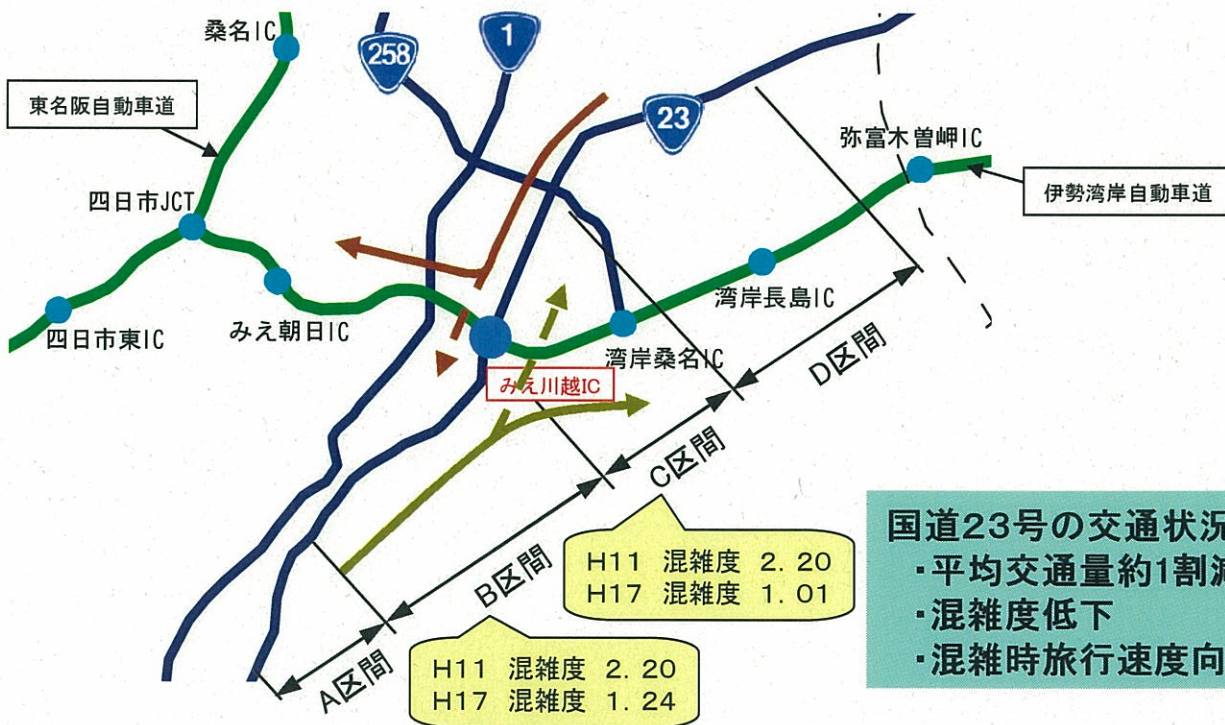 桑名IC
258
1
東名阪自動車道
23
弥富木曽岬IC
四日市JCT
伊勢湾岸自動車道
湾岸長島IC
四日市東IC
みえ朝日IC
湾岸桑名IC
みえ川越IC
D区間
C区間
B区間
A区間
H11 混雑度 2.20
H17 混雑度 1.01
H11 混雑度 2.20
H17 混雑度 1.24
国道23号の交通状況
・平均交通量約1割減
・混雑度低下
・混雑時旅行速度向